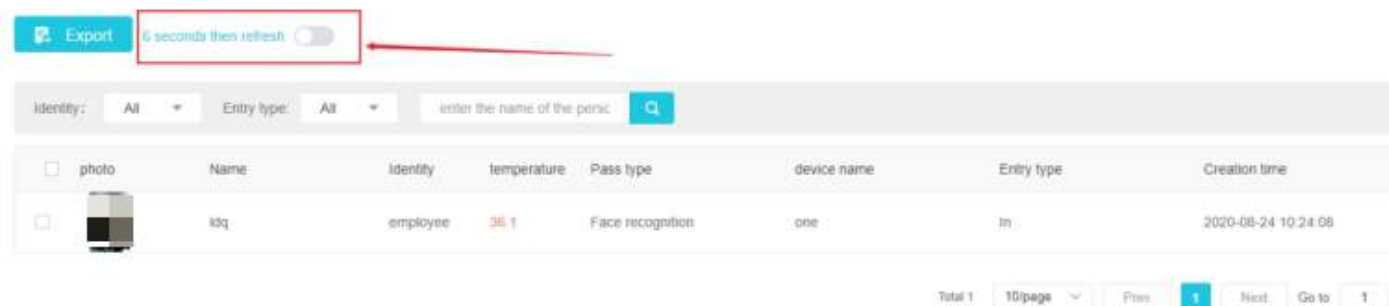 Export 6 seconds then refresh
Identity: All Entry type: All enter the name of the persc
photo Name Identity temperature Pass type device name Entry type Creation time
ldq employee 36.1 Face recognition one In 2020-08-24 10:24:08
Total 1 10/page Prev 1 Next Go to 1